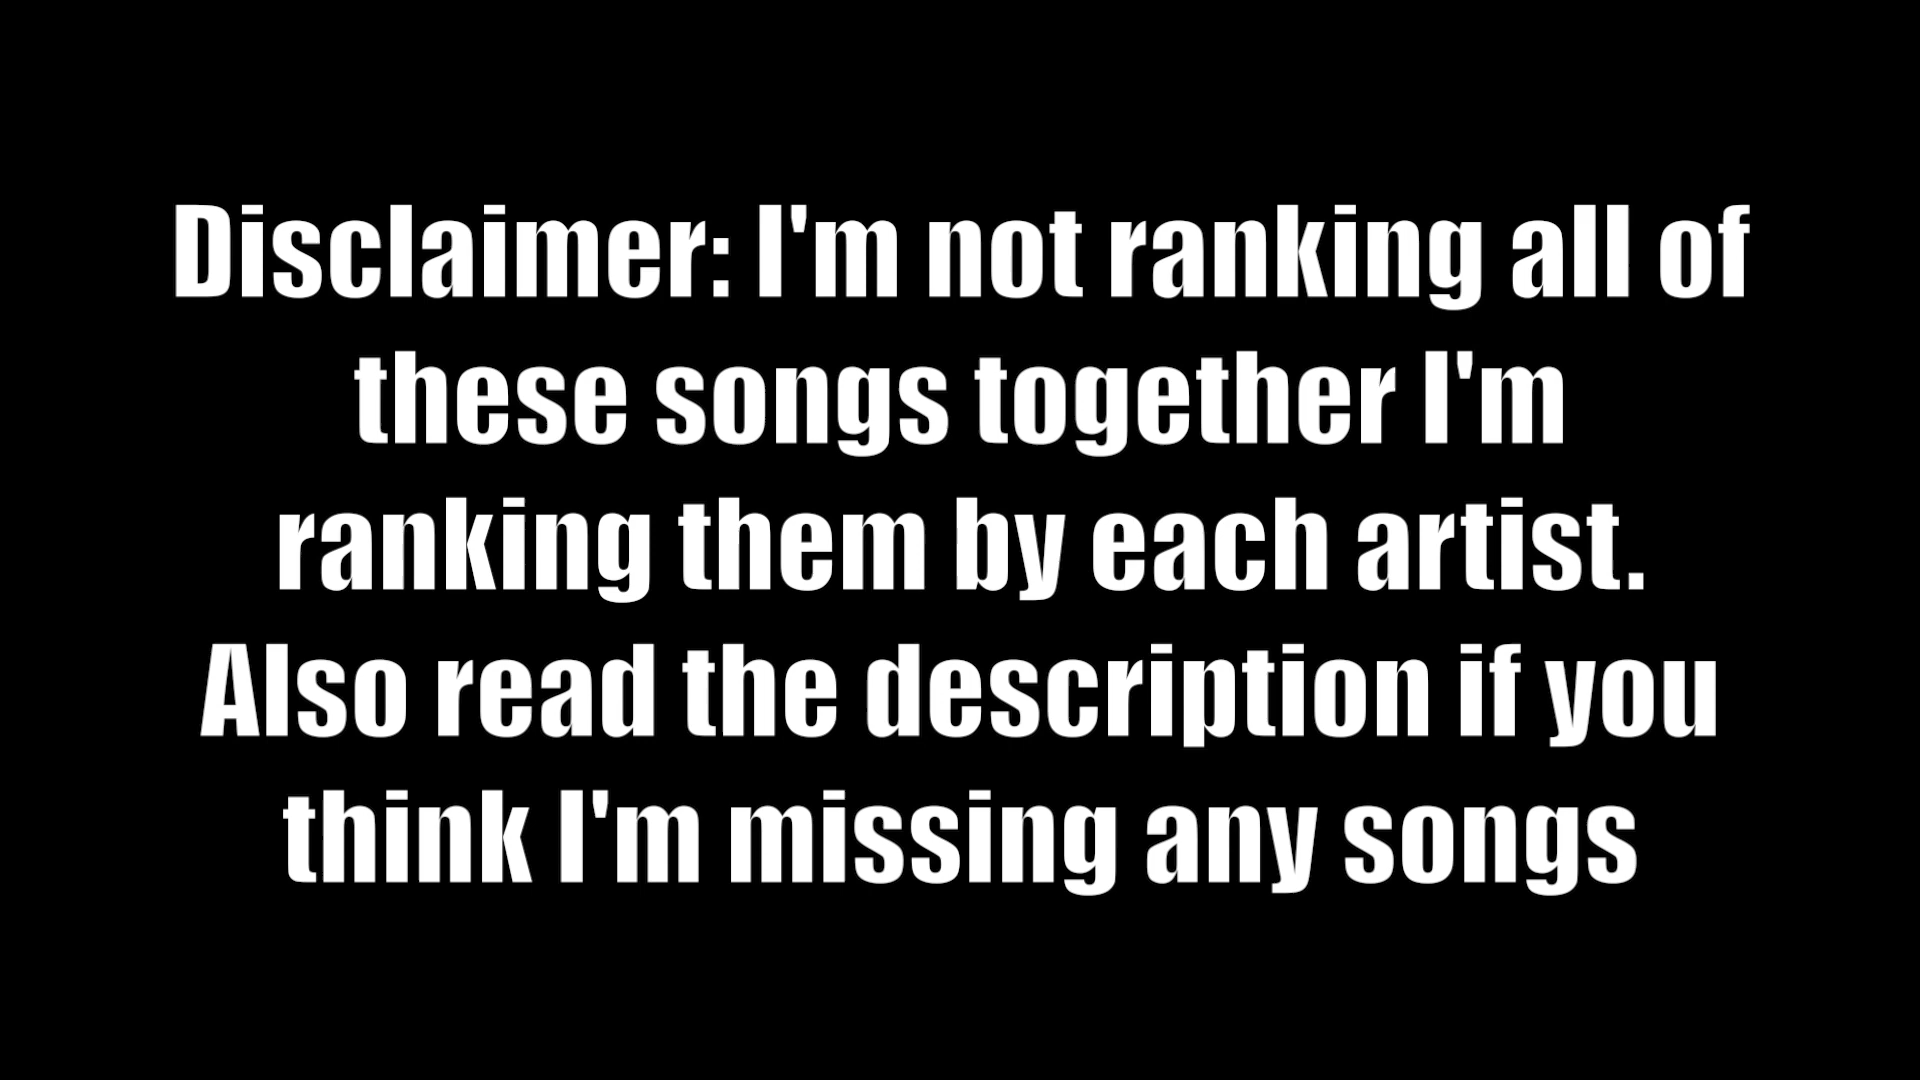 Disclaimer: I'm not ranking all of
these songs together I'm
ranking them by each artist.
Also read the description if you
think I'm missing any songs